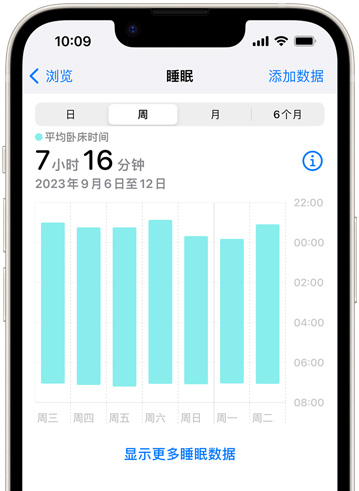 10:09
浏览 睡眠 添加数据
日 周 月 6个月
平均卧床时间
7小时16分钟
2023年9月6日至12日
22:00
00:00
02:00
04:00
06:00
08:00
周三 周四 周五 周六 周日 周一 周二
显示更多睡眠数据